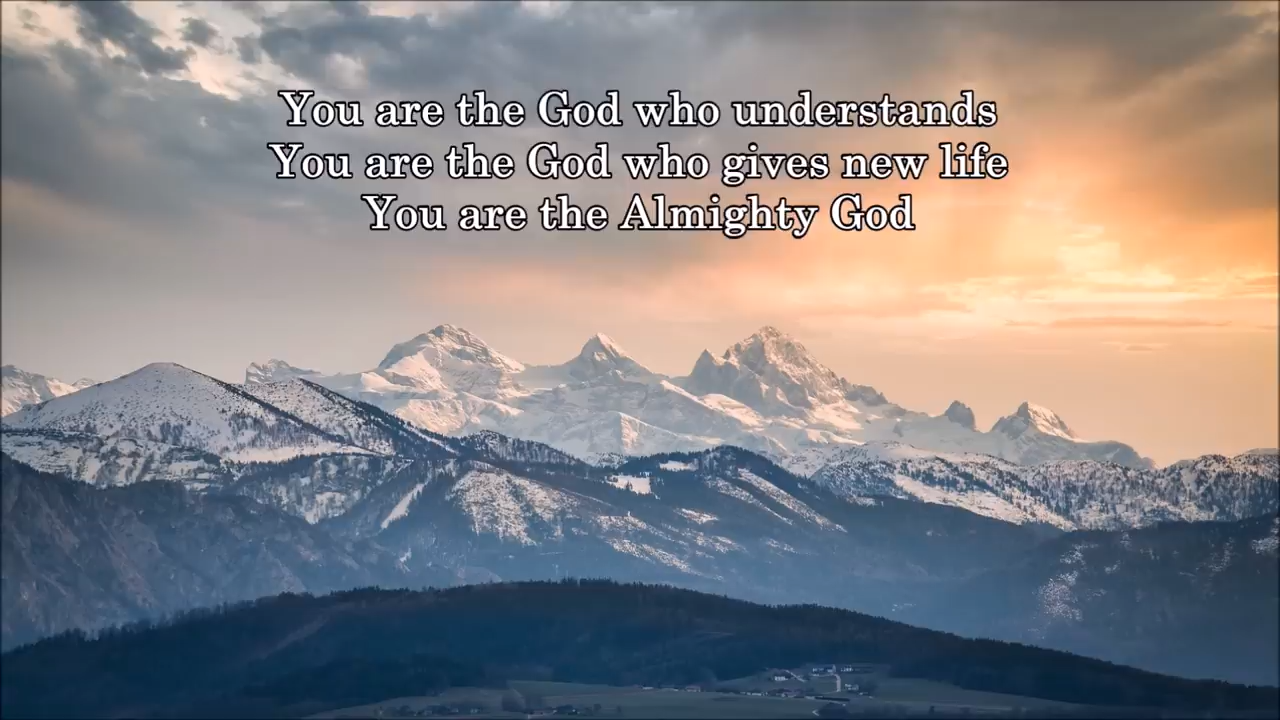 You are the God who understands
You are the God who gives new life
You are the Almighty God